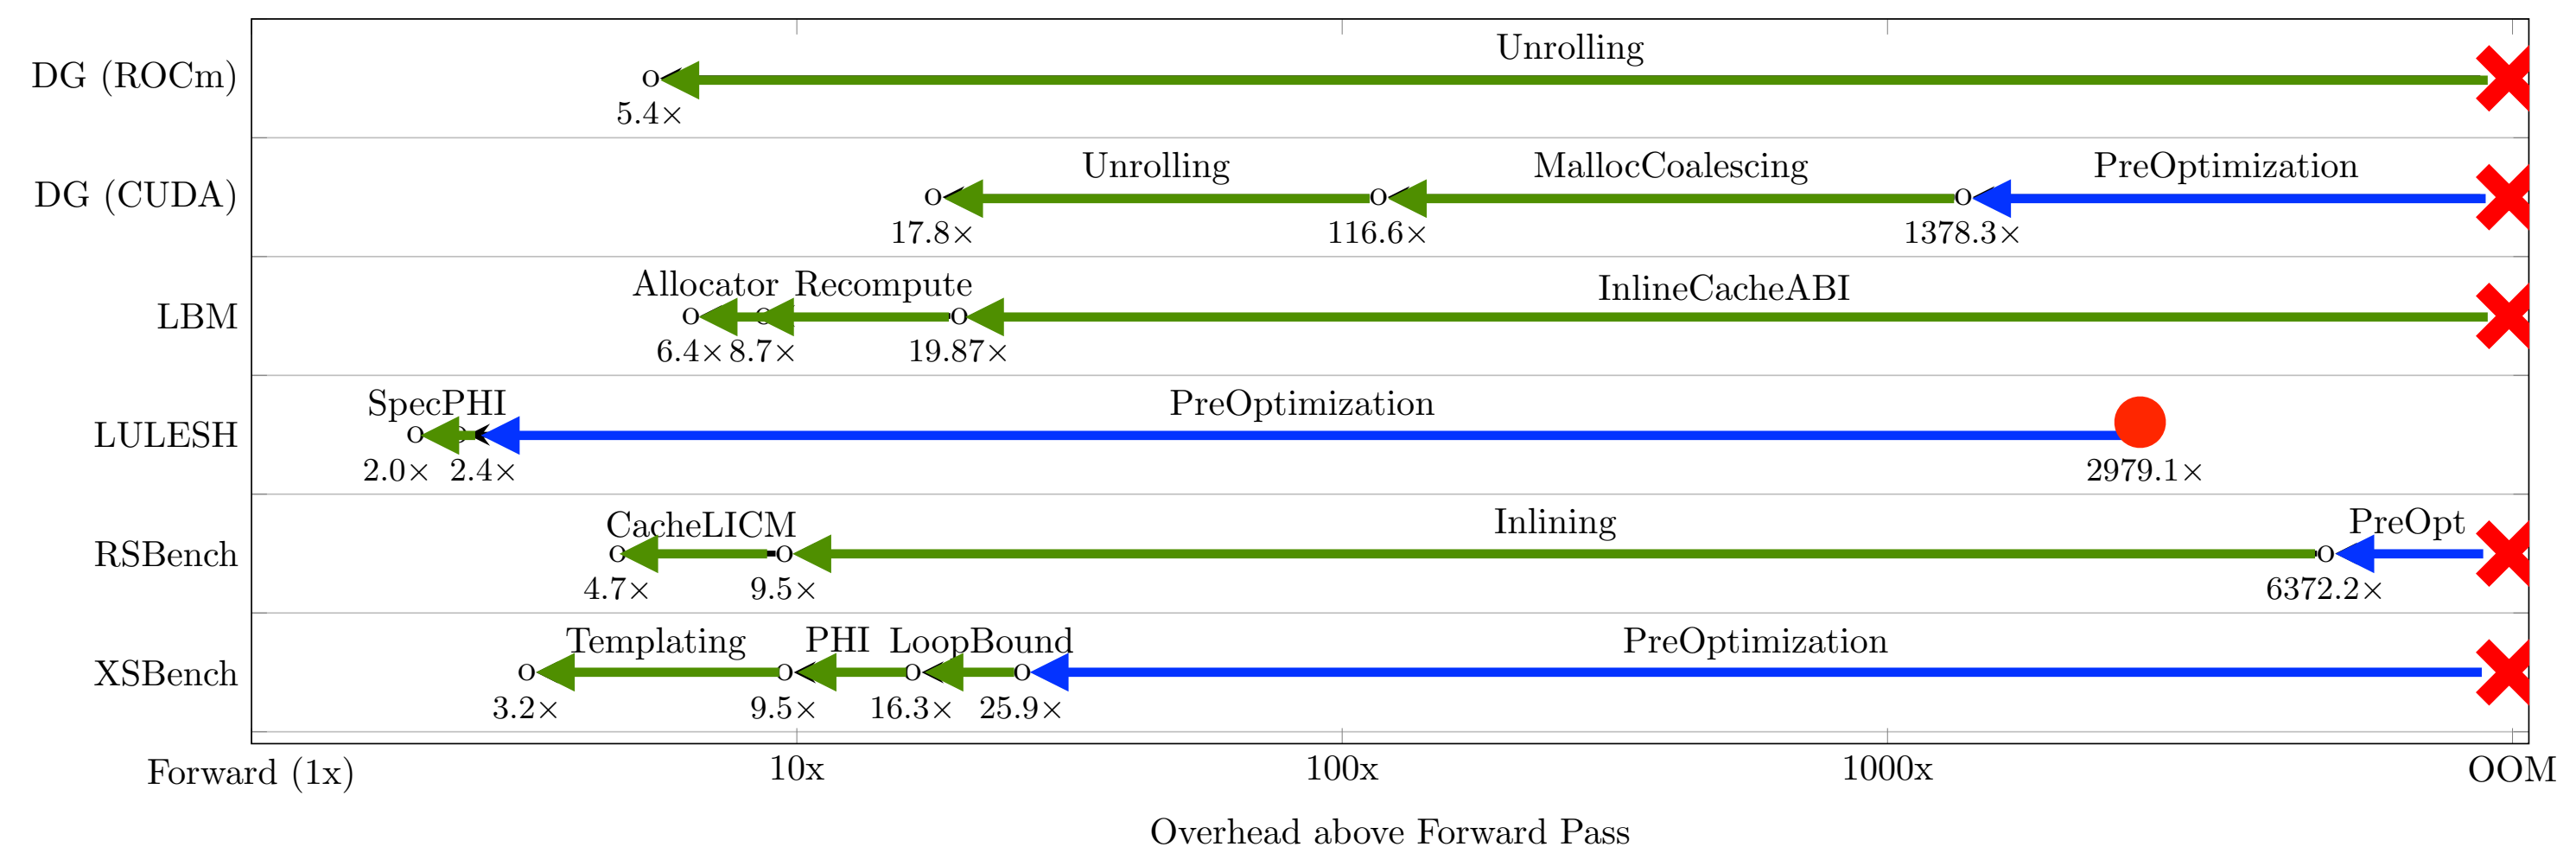 Unrolling
DG (ROCm)
5.4×
Unrolling MallocCoalescing PreOptimization
DG (CUDA)
17.8× 116.6× 1378.3×
Allocator Recompute InlineCacheABI
LBM
6.4× 8.7× 19.87×
SpecPHI PreOptimization
LULESH
2.0× 2.4× 2979.1×
CacheLICM Inlining PreOpt
RSBench
4.7× 9.5× 6372.2×
Templating PHI LoopBound PreOptimization
XSBench
3.2× 9.5× 16.3× 25.9×
Forward (1x) 10x 100x 1000x OOM
Overhead above Forward Pass